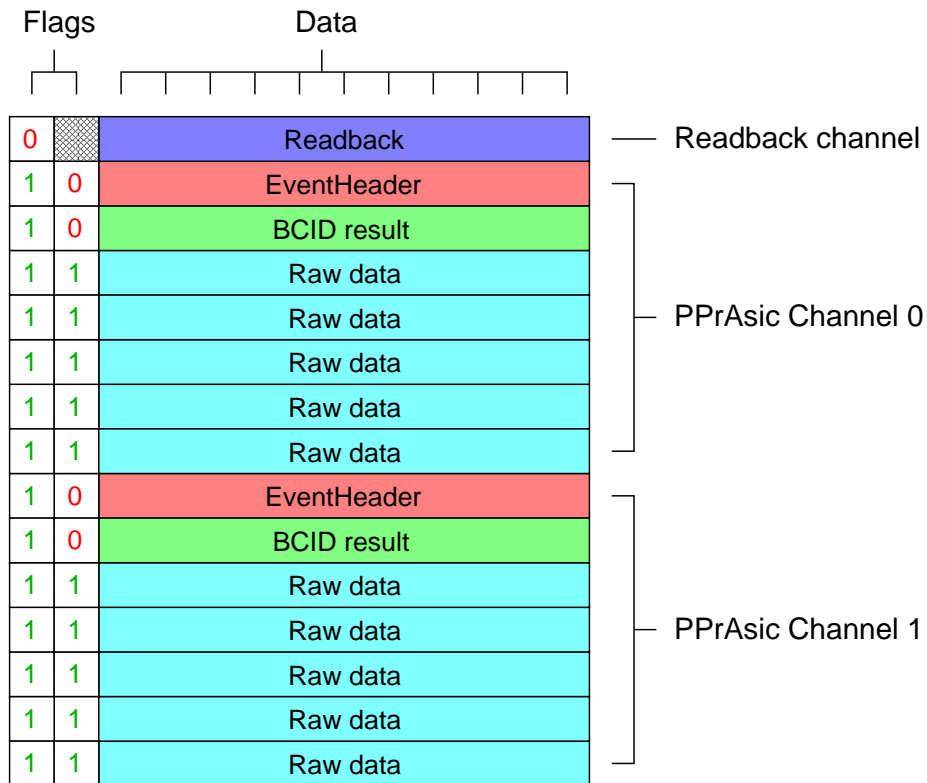 Flags Data
0 Readback Readback channel
1 0 EventHeader
1 0 BCID result
1 1 Raw data
1 1 Raw data PPrAsic Channel 0
1 1 Raw data
1 1 Raw data
1 1 Raw data
1 0 EventHeader
1 0 BCID result
1 1 Raw data
1 1 Raw data PPrAsic Channel 1
1 1 Raw data
1 1 Raw data
1 1 Raw data